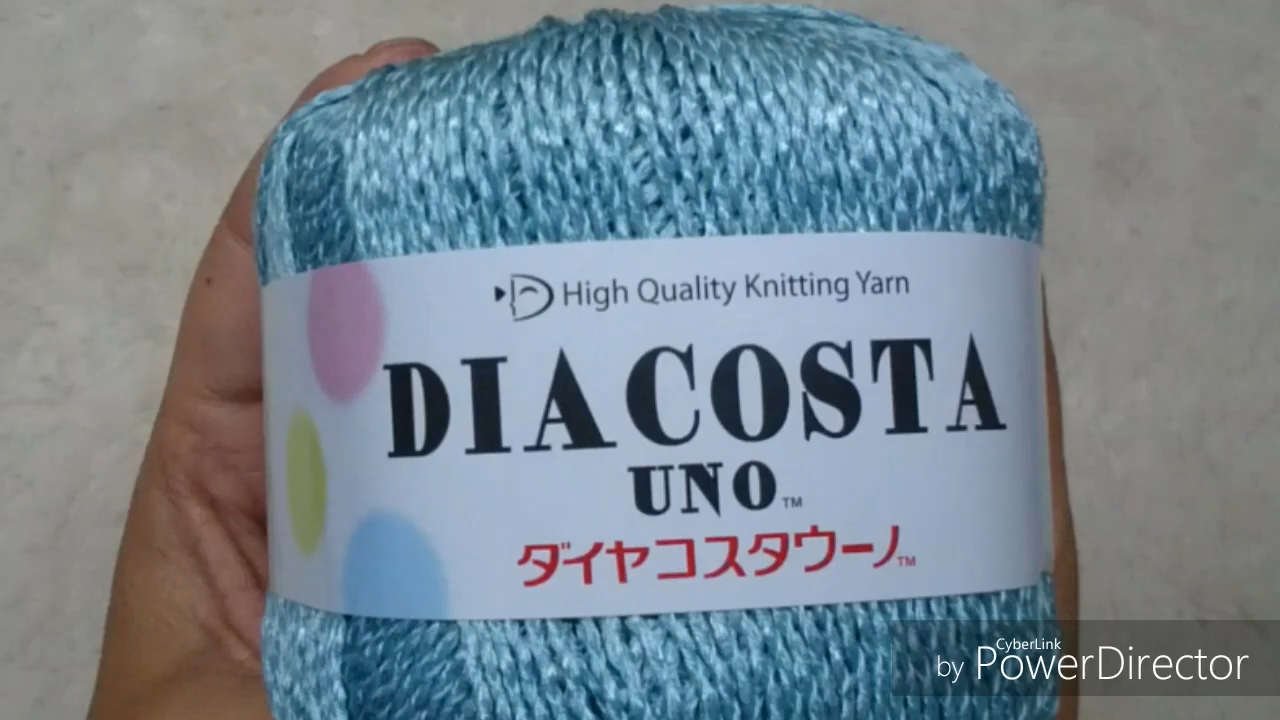 High Quality Knitting Yarn
DIACOSTA
UNO™
ダイヤコスタウーノ™
CyberLink
by PowerDirector